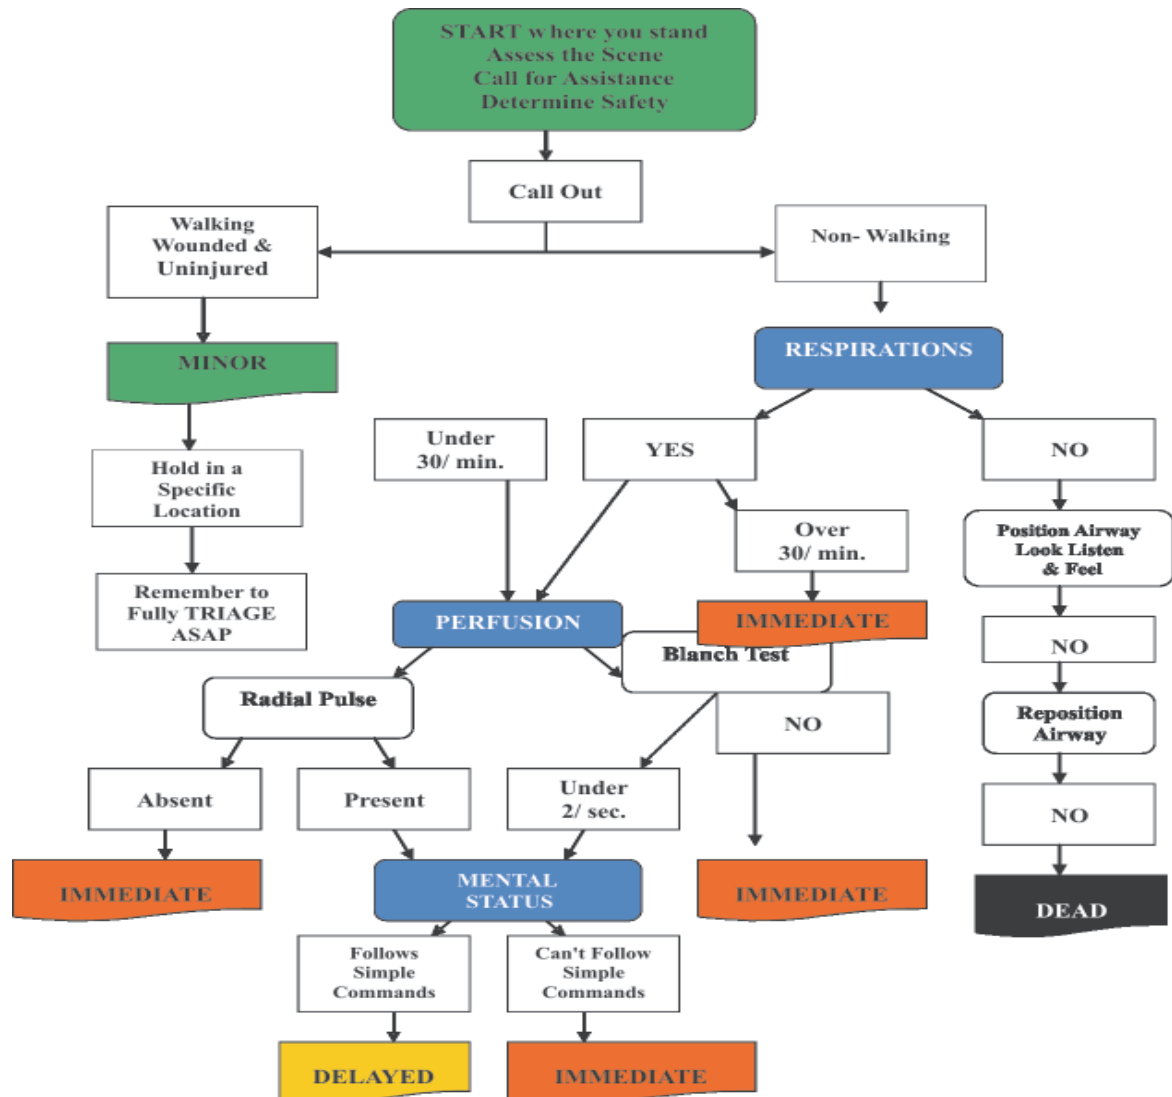 START where you stand
Assess the Scene
Call for Assistance
Determine Safety
Call Out
Walking
Wounded &
Uninjured
Non- Walking
MINOR
RESPIRATIONS
Under
30/ min.
YES
NO
Hold in a
Specific
Location
Over
30/ min.
Position Airway
Look Listen
& Feel
Remember to
Fully TRIAGE
ASAP
PERFUSION
IMMEDIATE
NO
Blanch Test
Radial Pulse
NO
Reposition
Airway
Absent
Present
Under
2/ sec.
NO
IMMEDIATE
MENTAL
STATUS
IMMEDIATE
DEAD
Follows
Simple
Commands
Can't Follow
Simple
Commands
DELAYED
IMMEDIATE